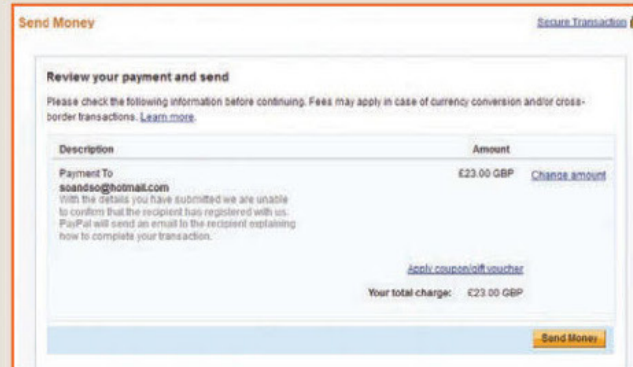 Send Money
Secure Transaction
Review your payment and send
Please check the following information before continuing. Fees may apply in case of currency conversion and/or cross-
border transactions. Learn more.
Description Amount
Payment To £23.00 GBP Change amount
soandso@hotmail.com
With the details you have submitted we are unable
to confirm that the recipient has registered with us.
PayPal will send an email to the recipient explaining
how to complete your transaction.
Apply coupon/gift voucher
Your total charge: £23.00 GBP
Send Money